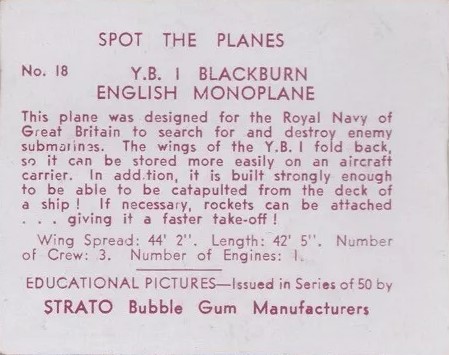 SPOT THE PLANES
No. 18 Y.B. I BLACKBURN
ENGLISH MONOPLANE
This plane was designed for the Royal Navy of
Great Britain to search for and destroy enemy
submarines. The wings of the Y.B. I fold back,
so it can be stored more easily on an aircraft
carrier. In addition, it is built strongly enough
to be able to be catapulted from the deck of
a ship! If necessary, rockets can be attached
. . . giving it a faster take-off!
Wing Spread: 44' 2". Length: 42' 5". Number
of Crew: 3. Number of Engines: 1.
EDUCATIONAL PICTURES—Issued in Series of 50 by
STRATO Bubble Gum Manufacturers